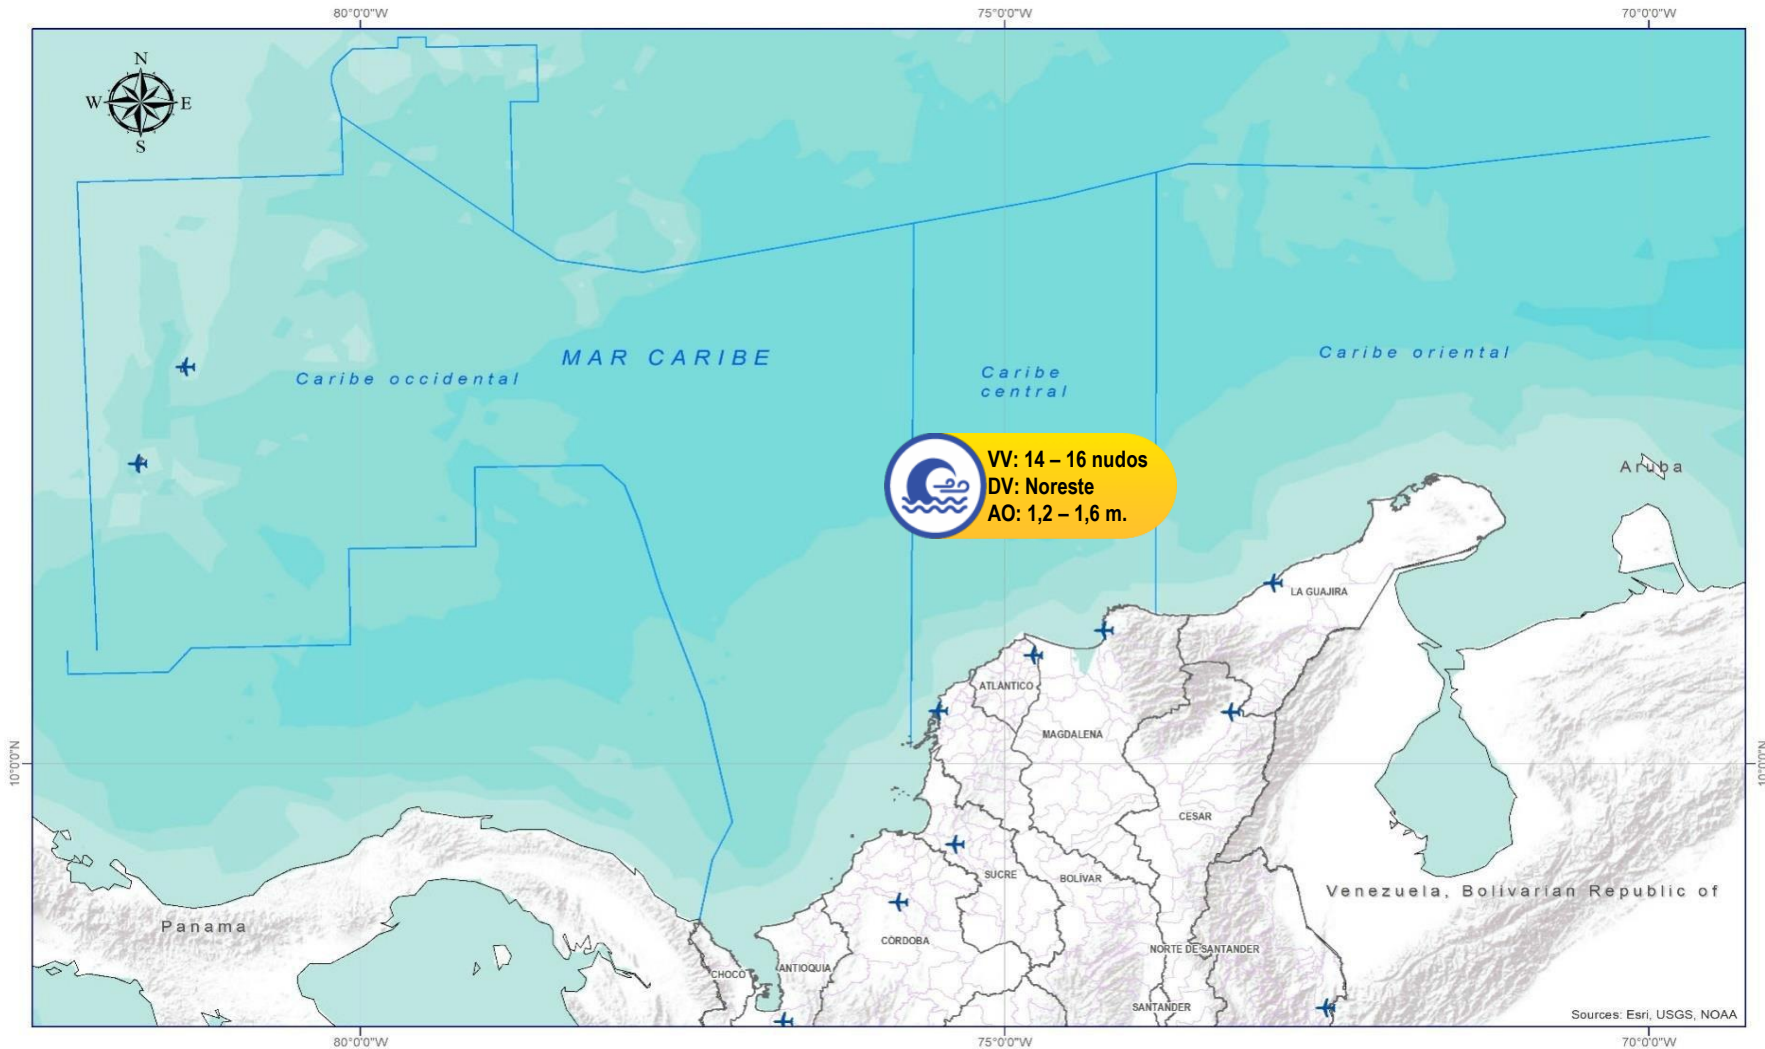 80°0'0"W
75°0'0"W
70°0'0"W
N
W
E
S
MAR CARIBE
Caribe occidental
Caribe
central
Caribe oriental
VV: 14 – 16 nudos
DV: Noreste
AO: 1,2 – 1,6 m.
Aruba
LA GUAJIRA
ATLANTICO
MAGDALENA
10°0'0"N
10°0'0"N
CESAR
SUCRE
BOLÍVAR
Venezuela, Bolivarian Republic of
Panama
CÓRDOBA
NORTE DE SANTANDER
CHOCO
ANTIOQUIA
SANTANDER
Sources: Esri, USGS, NOAA
80°0'0"W
75°0'0"W
70°0'0"W